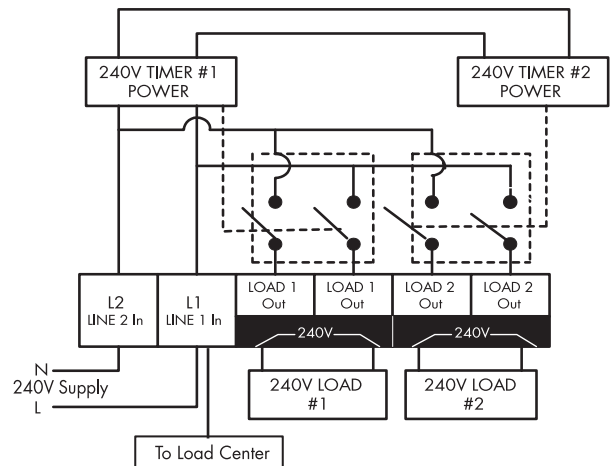 240V TIMER #1
POWER
240V TIMER #2
POWER
L2
LINE 2 In
L1
LINE 1 In
LOAD 1
Out
LOAD 1
Out
LOAD 2
Out
LOAD 2
Out
240V
240V
N
240V Supply
L
240V LOAD
#1
240V LOAD
#2
To Load Center